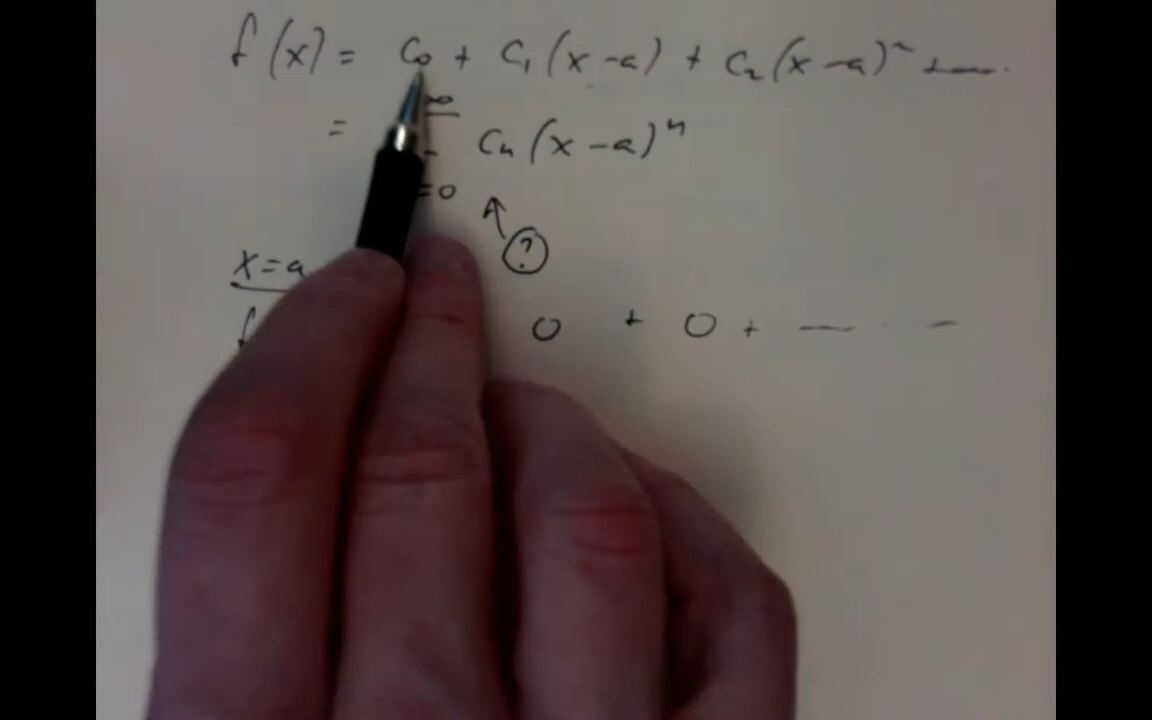 f(x) = C₀ + C₁(x-a) + C₂(x-a)² + —.
= ∞ Cₙ(x-a)ⁿ
=0
?
x=a
f 0 + 0 + — –